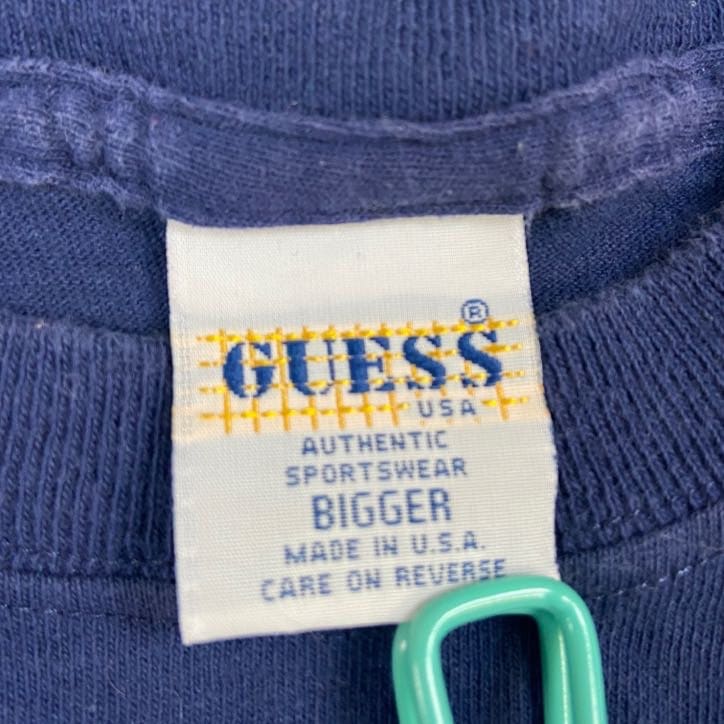 ®
GUESS
USA
AUTHENTIC
SPORTSWEAR
BIGGER
MADE IN U.S.A.
CARE ON REVERSE